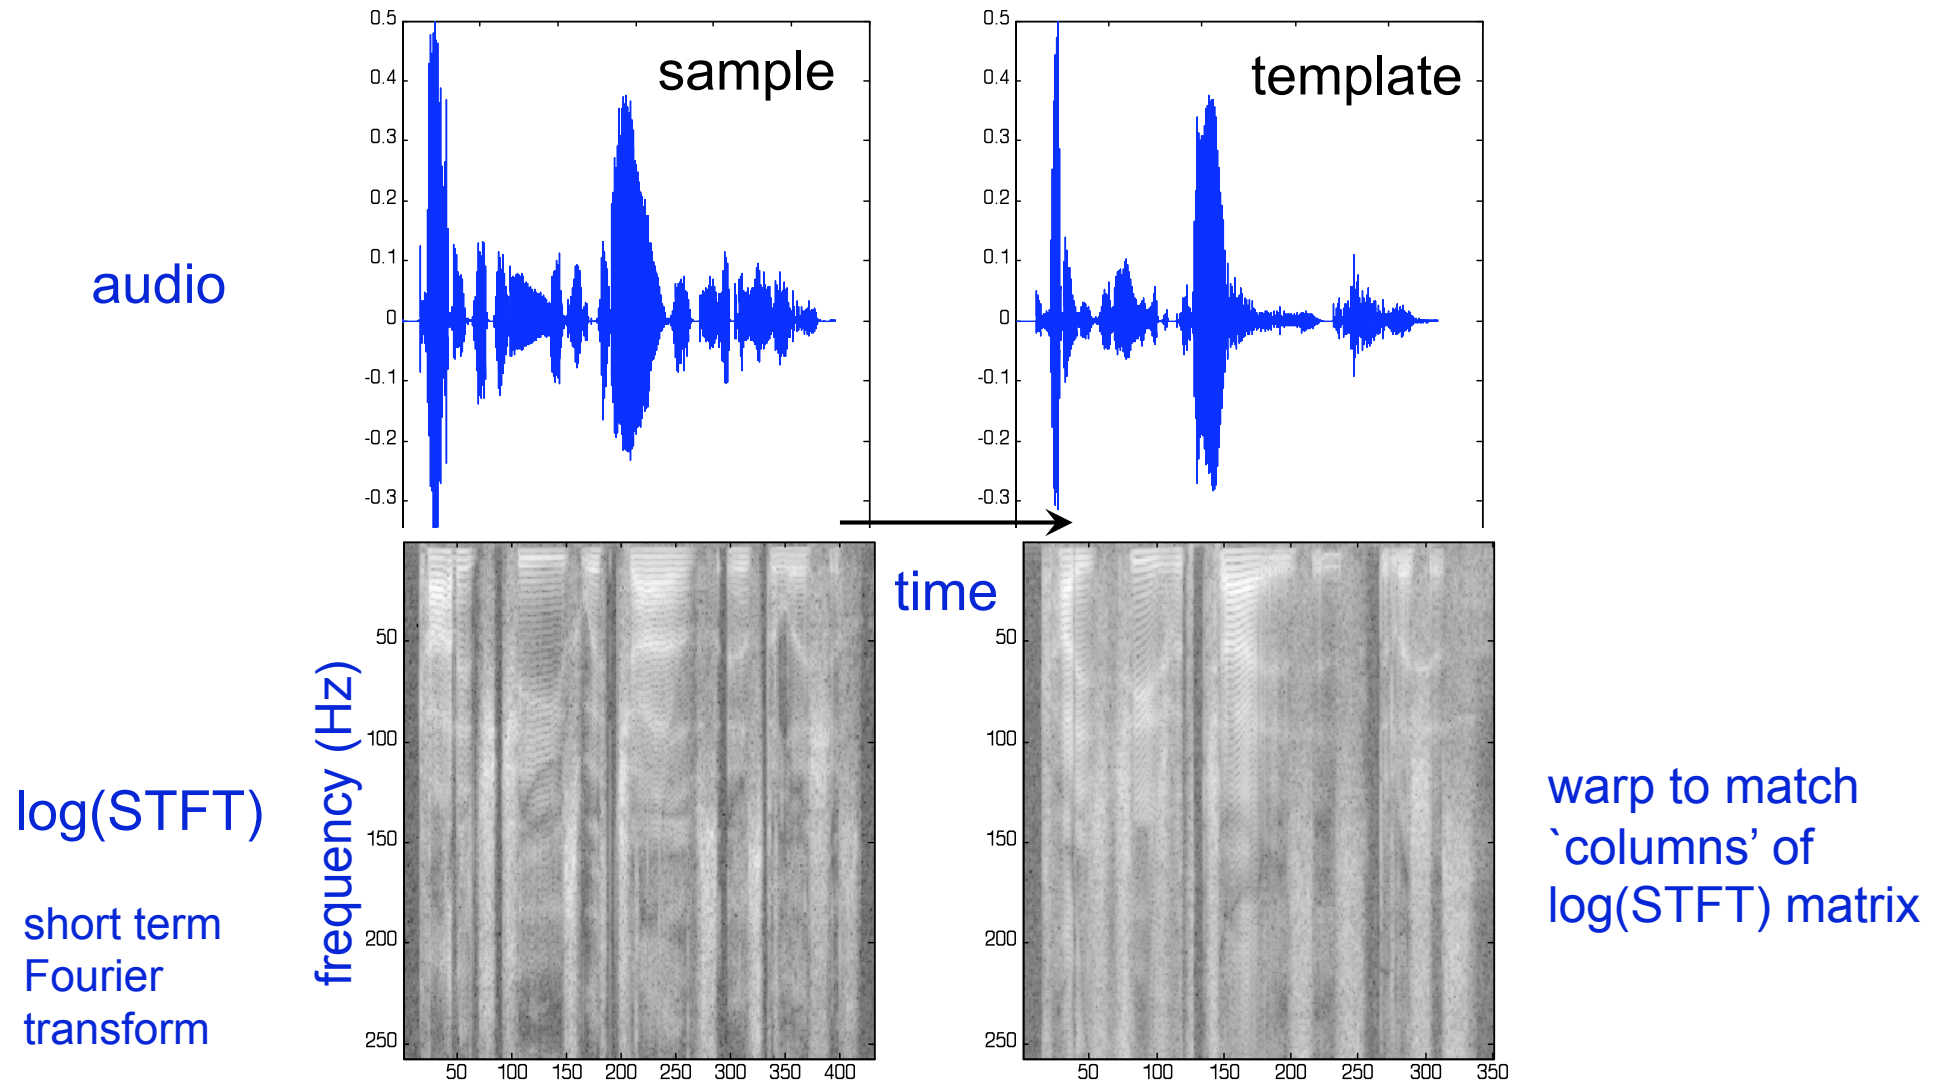 sample
0.5
0.4
0.3
0.2
0.1
0
-0.1
-0.2
-0.3
template
0.5
0.4
0.3
0.2
0.1
0
-0.1
-0.2
-0.3
audio
time
frequency (Hz)
50
100
150
200
250
50 100 150 200 250 300 350 400
50
100
150
200
250
50 100 150 200 250 300 350
log(STFT)
short term
Fourier
transform
warp to match
`columns’ of
log(STFT) matrix